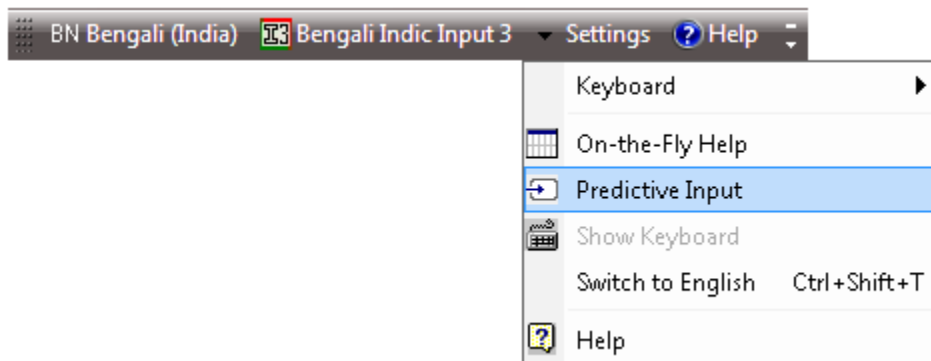 BN Bengali (India) I3 Bengali Indic Input 3 Settings ? Help
Keyboard
On-the-Fly Help
Predictive Input
Show Keyboard
Switch to English Ctrl+Shift+T
? Help